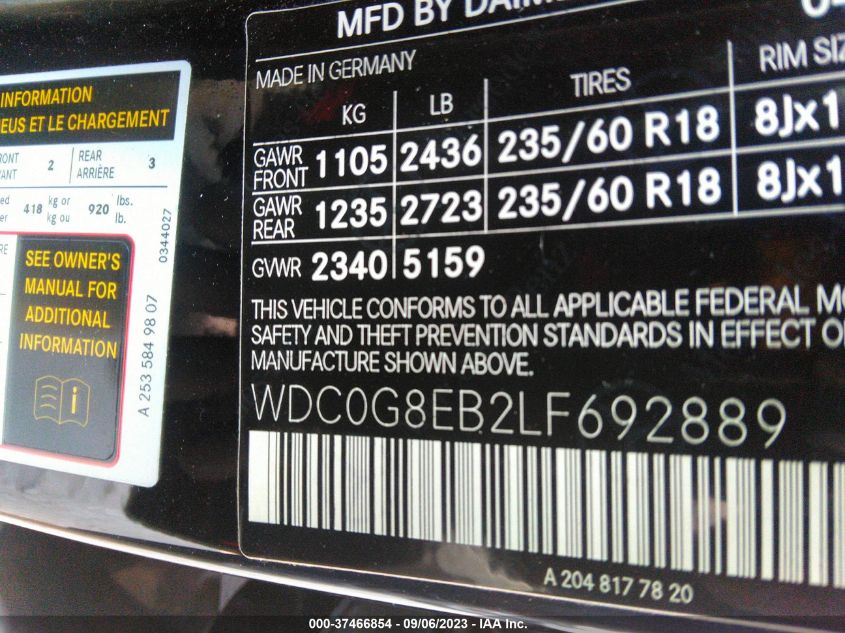 INFORMATION
EUS ET LE CHARGEMENT
2 REAR 3
ARRIÈRE
418 kg or 920 lbs.
kg ou lb.
SEE OWNER'S
MANUAL FOR
ADDITIONAL
INFORMATION
i
A 253 584 98 07
0344027
MFD BY
MADE IN GERMANY
KG LB TIRES RIM
GAWR FRONT 1105 2436 235/60 R18 8Jx1
GAWR REAR 1235 2723 235/60 R18 8Jx1
GVWR 2340 5159
THIS VEHICLE CONFORMS TO ALL APPLICABLE FEDERAL
SAFETY AND THEFT PREVENTION STANDARDS IN EFFECT
MANUFACTURE SHOWN ABOVE.
WDC0G8EB2LF692889
A 204 817 78 20
000-37466854 - 09/06/2023 - IAA Inc.